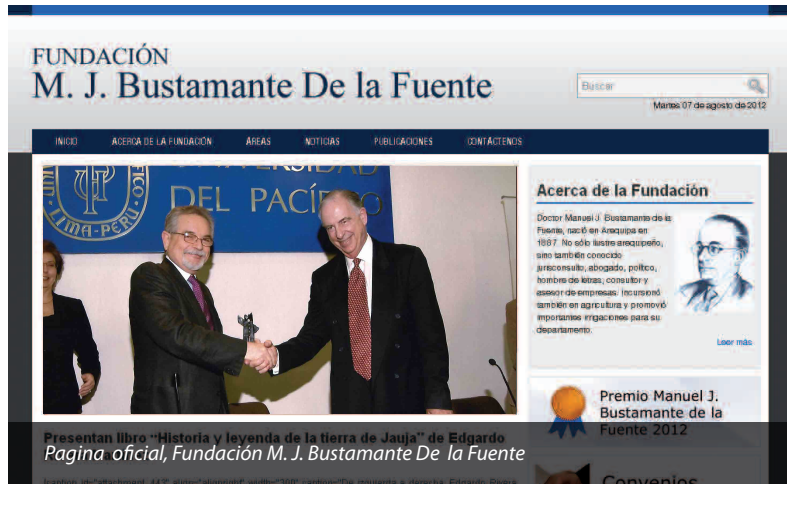 FUNDACIÓN
M. J. Bustamante De la Fuente
Buscar
Martes 07 de agosto de 2012
INICIO ACERCA DE LA FUNDACIÓN ÁREAS NOTICIAS PUBLICACIONES CONTÁCTENOS
DEL PACÍFICO
LIMA-PERU
Acerca de la Fundación
Doctor Manuel J. Bustamante de la
Fuente, nació en Arequipa en
1887. No sólo ilustre arequipeño,
sino también conocido
jurisconsulto, abogado, político,
hombre de letras, consultor y
asesor de empresas. Incursionó
también en agricultura y promovió
importantes irrigaciones para su
departamento.
Leer más
Premio Manuel J.
Bustamante de la
Fuente 2012
Presentan libro "Historia y leyenda de la tierra de Jauja" de Edgardo
Pagina oficial, Fundación M. J. Bustamante De la Fuente
Convenios